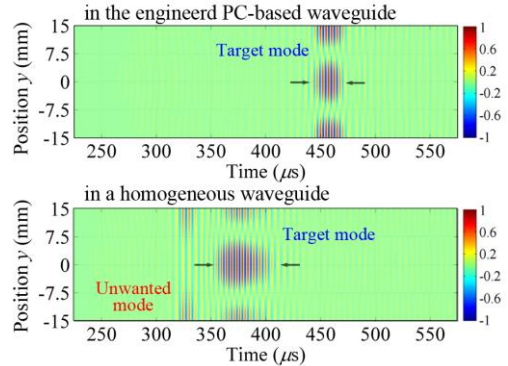 in the engineerd PC-based waveguide
Position y (mm)
15
7.5
0
-7.5
-15
Target mode
1
0.6
0.2
-0.2
-0.6
-1
250 300 350 400 450 500 550
Time (μs)
in a homogeneous waveguide
Position y (mm)
15
7.5
0
-7.5
-15
Target mode
Unwanted
mode
1
0.6
0.2
-0.2
-0.6
-1
250 300 350 400 450 500 550
Time (μs)